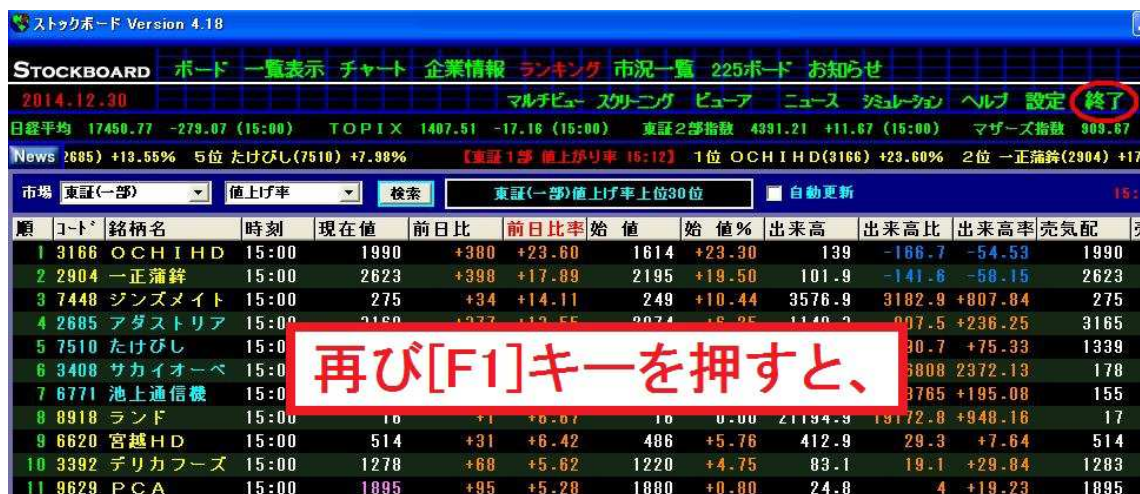 ストックボード Version 4.18
STOCKBOARD ボード 一覧表示 チャート 企業情報 ランキング 市況一覧 225ボード お知らせ
2014.12.30 マルチビュー スクリーニング ビューア ニュース シミュレーション ヘルプ 設定 終了
日経平均 17450.77 -279.07 (15:00) TOPIX 1407.51 -17.16 (15:00) 東証2部指数 4391.21 +11.67 (15:00) マザーズ指数 909.67
News 2685) +13.55% 5位 たけびし(7510) +7.98% 【東証1部 値上がり率 15:12】 1位 OCHIHD(3166) +23.60% 2位 一正蒲鉾(2904) +17
市場 東証(一部) 値上げ率 検索 東証(一部)値上げ率上位30位 自動更新 15:
順 コード 銘柄名 時刻 現在値 前日比 前日比率 始 値 始 値% 出来高 出来高比 出来高率 売気配
1 3166 OCHIHD 15:00 1990 +380 +23.60 1614 +23.30 139 -166.7 -54.53 1990
2 2904 一正蒲鉾 15:00 2623 +398 +17.89 2195 +19.50 101.9 -141.6 -58.15 2623
3 7448 ジンズメイト 15:00 275 +34 +14.11 249 +10.44 3576.9 3182.9 +807.84 275
4 2685 アダストリア 15:00 +236.25 3165
5 7510 たけびし 15:0 +75.33 1339
6 3408 サカイオーベ 15:0 2372.13 178
7 6771 池上通信機 15:0 +195.08 155
再び[F1]キーを押すと、
8 8918 ランド 15:00 16 +1 +6.67 16 0.00 21194.9 19172.8 +948.16 17
9 6620 宮越HD 15:00 514 +31 +6.42 486 +5.76 412.9 29.3 +7.64 514
10 3392 デリカフーズ 15:00 1278 +68 +5.62 1220 +4.75 83.1 19.1 +29.84 1283
11 9629 PCA 15:00 1895 +95 +5.28 1880 +0.80 24.8 4 +19.23 1895